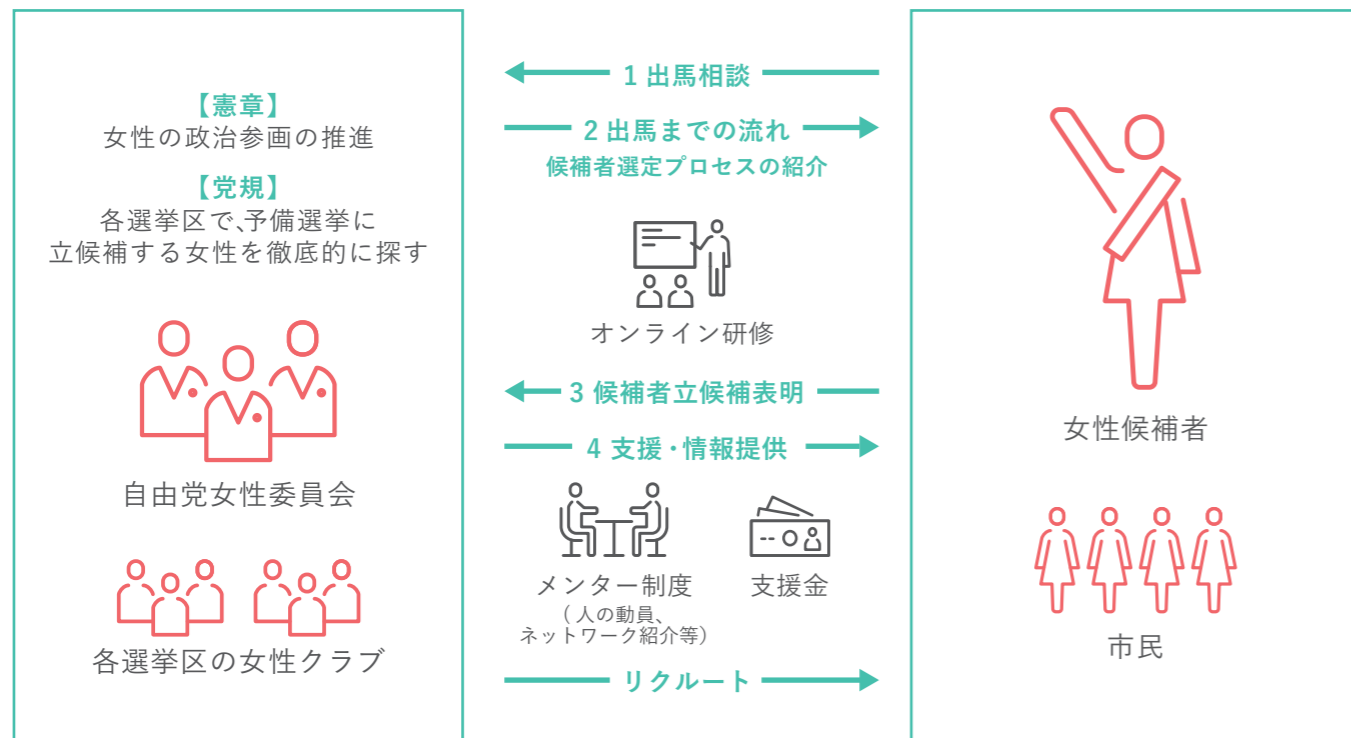 【憲章】
女性の政治参画の推進
【党規】
各選挙区で、予備選挙に
立候補する女性を徹底的に探す
自由党女性委員会
各選挙区の女性クラブ
1 出馬相談
2 出馬までの流れ
候補者選定プロセスの紹介
オンライン研修
3 候補者立候補表明
4 支援・情報提供
メンター制度
(人の動員、
ネットワーク紹介等)
支援金
リクルート
女性候補者
市民